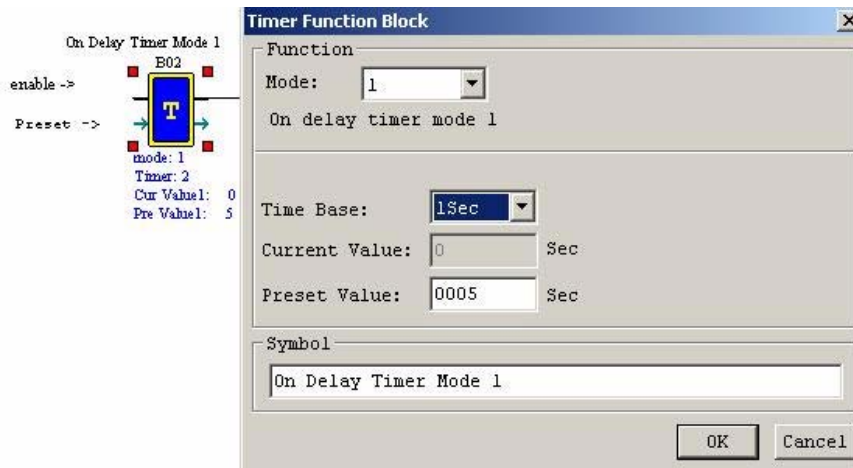 On Delay Timer Mode 1
B02
enable ->
T
Preset ->
mode: 1
Timer: 2
Cur Value1: 0
Pre Value1: 5
Timer Function Block
Function
Mode: 1
On delay timer mode 1
Time Base: 1Sec
Current Value: 0 Sec
Preset Value: 0005 Sec
Symbol
On Delay Timer Mode 1
OK Cancel